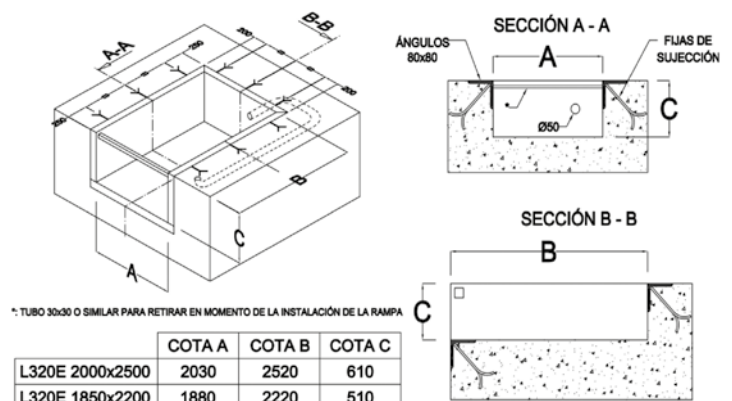 A-A
B-B
250
200
250
200
B
C
A
SECCIÓN A - A
ÁNGULOS
80x80
FIJAS DE
SUJECCIÓN
A
C
*
Ø50
SECCIÓN B - B
B
C
*: TUBO 30x30 O SIMILAR PARA RETIRAR EN MOMENTO DE LA INSTALACIÓN DE LA RAMPA
COTA A COTA B COTA C
L320E 2000x2500 2030 2520 610
L320E 1850x2200 1880 2220 510